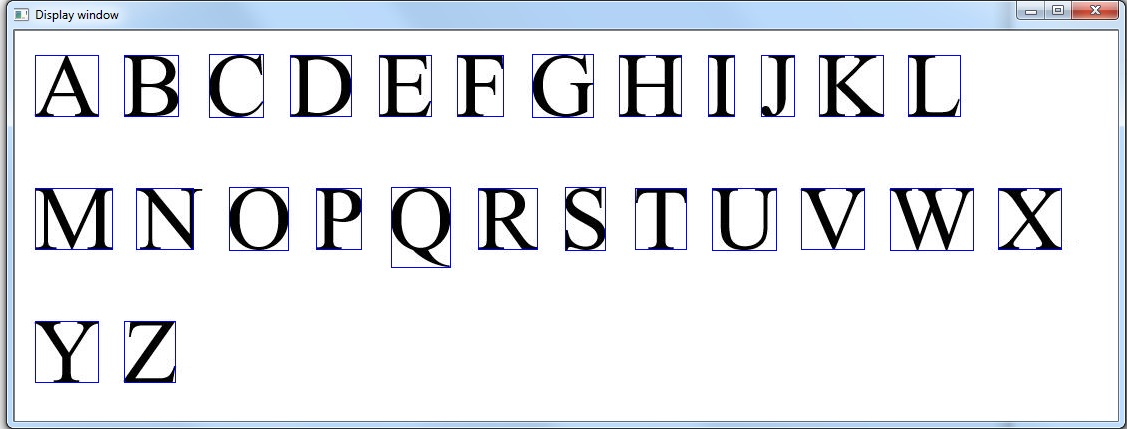 Display window
A B C D E F G H I J K L
M N O P Q R S T U V W X
Y Z